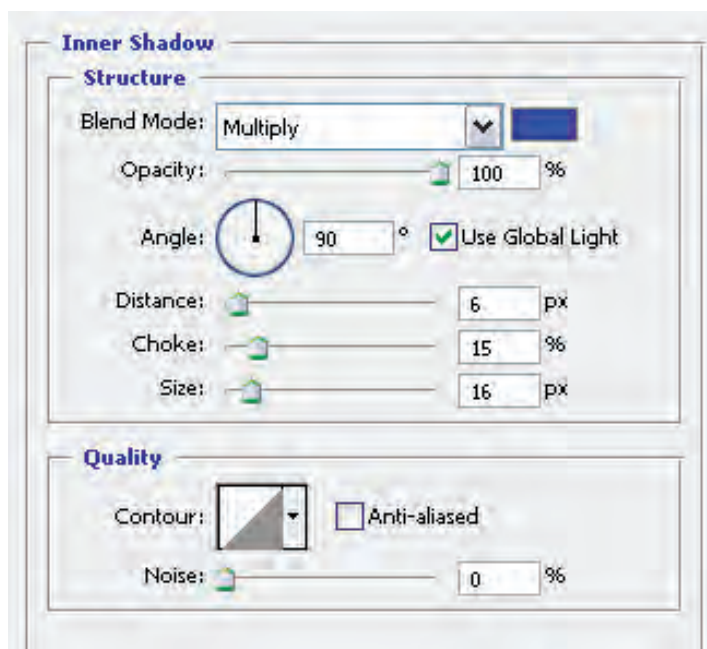 Inner Shadow
Structure
Blend Mode: Multiply
Opacity: 100 %
Angle: 90 ° Use Global Light
Distance: 6 px
Choke: 15 %
Size: 16 px
Quality
Contour: Anti-aliased
Noise: 0 %